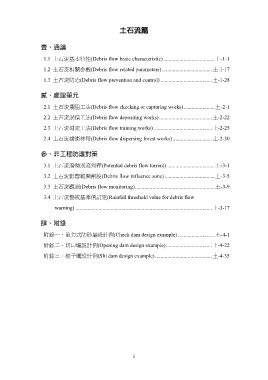 土石流篇
壹、通論
1.1 土石流基本特性(Debris flow basic characteristic) ........ 土-1-1
1.2 土石流相關參數(Debris flow related parameters) ........ 土-1-17
1.3 土石流防治(Debris flow prevention and control) ........ 土-1-28
貳、處理單元
2.1 土石流攔阻工法(Debris flow checking or capturing works) ........ 土-2-1
2.2 土石流淤積工法(Debris flow depositing works) ........ 土-2-22
2.3 土石流疏導工法(Debris flow training works) ........ 土-2-25
2.4 土石流緩衝林帶(Debris flow dispersing forest works) ........ 土-2-30
參、非工程防護對策
3.1 土石流潛勢溪流判釋(Potential debris flow torrent) ........ 土-3-1
3.2 土石流影響範圍劃設(Debris flow influence zone) ........ 土-3-5
3.3 土石流觀測(Debris flow monitoring) ........ 土-3-9
3.4 土石流警戒基準值訂定(Rainfall threshold value for debris flow
warning) ........ 土-3-17
肆、附錄
附錄一、重力式防砂壩設計例(Check dam design example) ........ 土-4-1
附錄二、切口壩設計例(Opening dam design example) ........ 土-4-22
附錄三、梳子壩設計例(Slit dam design example) ........ 土-4-35